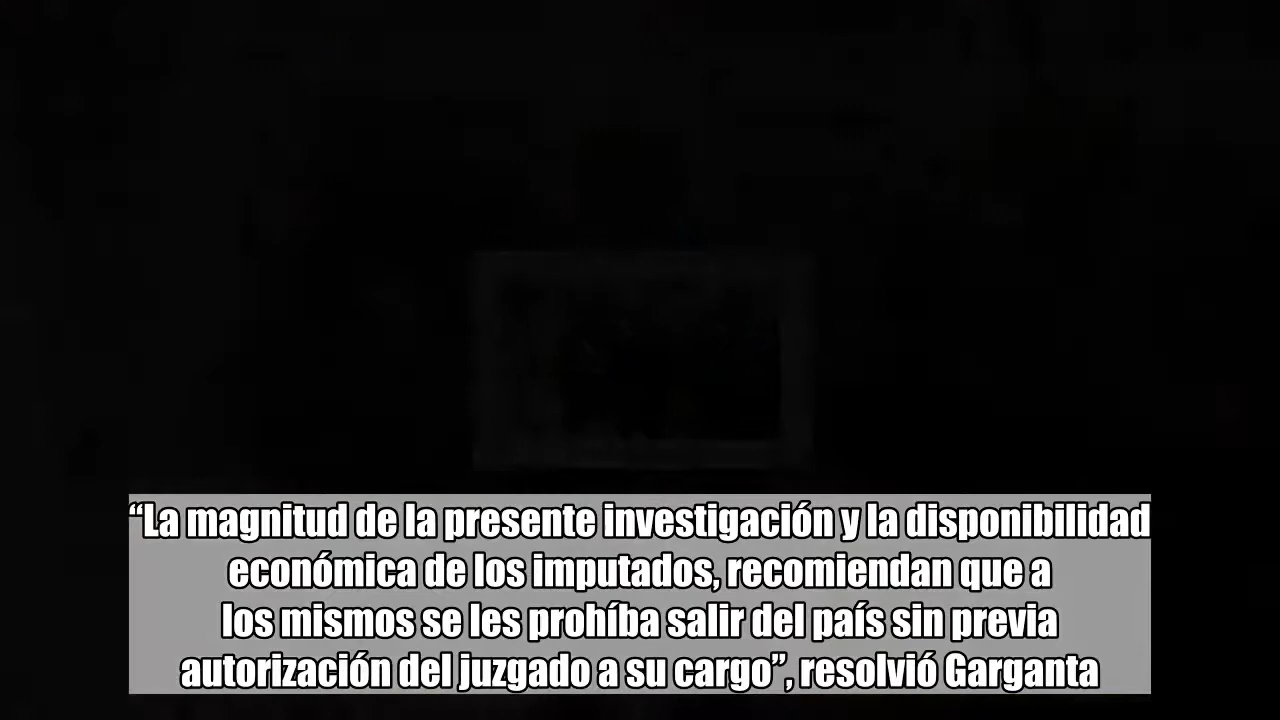 “La magnitud de la presente investigación y la disponibilidad
económica de los imputados, recomiendan que a
los mismos se les prohíba salir del país sin previa
autorización del juzgado a su cargo”, resolvió Garganta